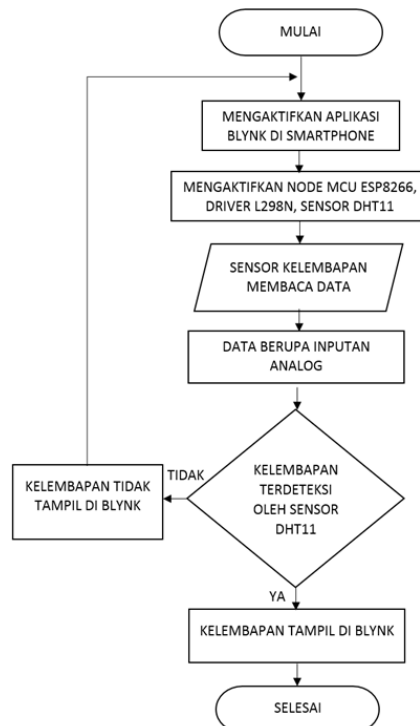 MULAI
MENGAKTIFKAN APLIKASI
BLYNK DI SMARTPHONE
MENGAKTIFKAN NODE MCU ESP8266,
DRIVER L298N, SENSOR DHT11
SENSOR KELEMBAPAN
MEMBACA DATA
DATA BERUPA INPUTAN
ANALOG
KELEMBAPAN
TERDETEKSI
OLEH SENSOR
DHT11
TIDAK
KELEMBAPAN TIDAK
TAMPIL DI BLYNK
YA
KELEMBAPAN TAMPIL DI BLYNK
SELESAI